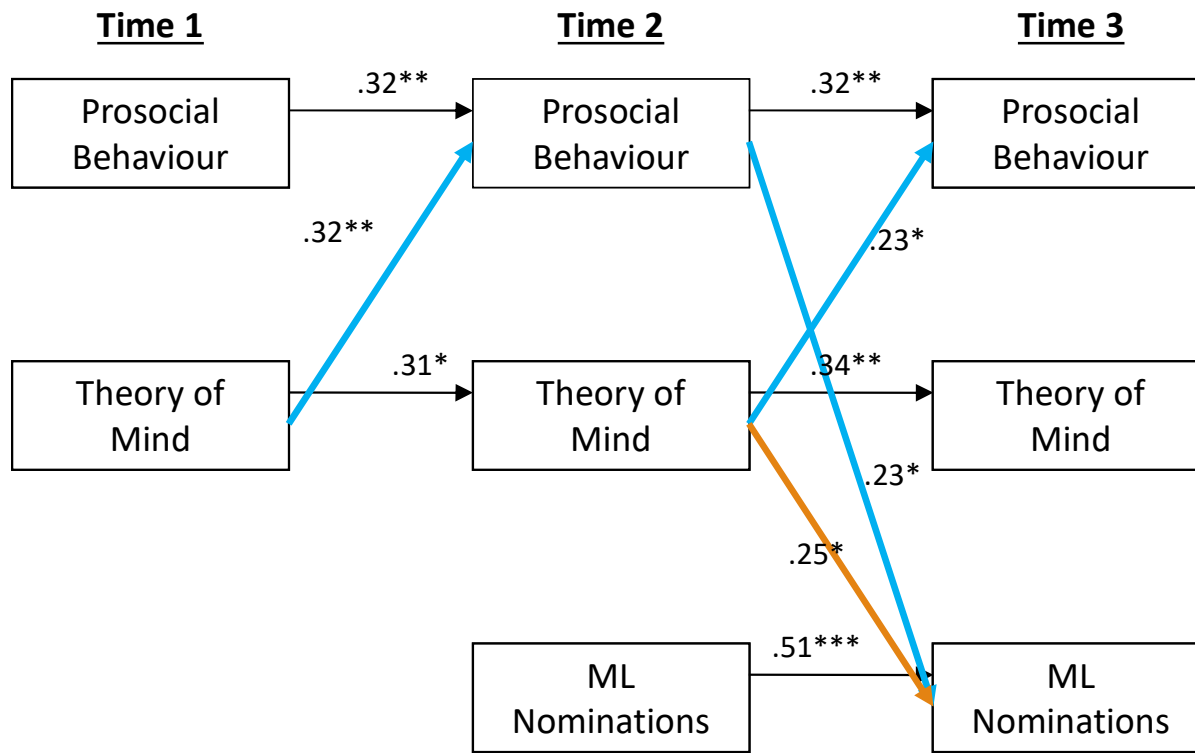 Time 1
Time 2
Time 3
Prosocial
Behaviour
.32**
Prosocial
Behaviour
.32**
Prosocial
Behaviour
.32**
.23*
Theory of
Mind
.31*
Theory of
Mind
.34**
Theory of
Mind
.23*
.25*
ML
Nominations
.51***
ML
Nominations